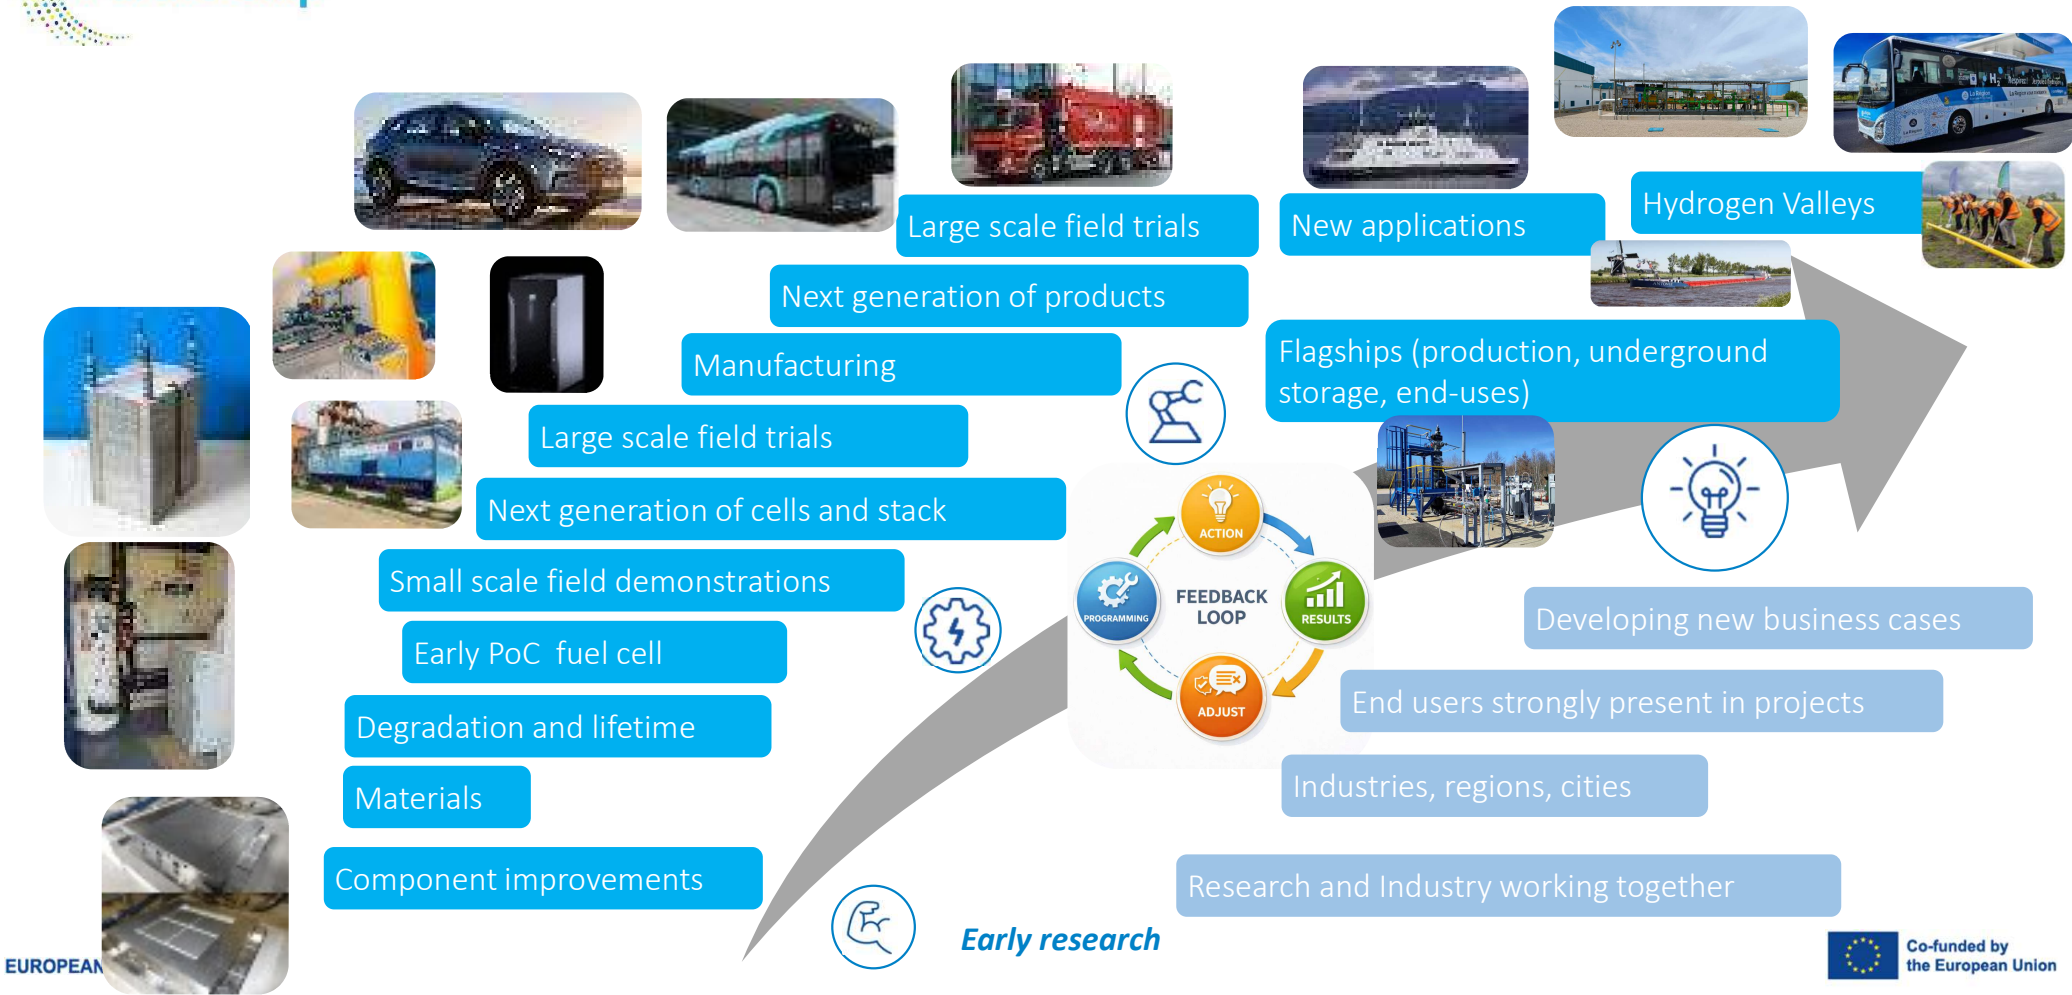 Hydrogen Valleys
Large scale field trials
New applications
Next generation of products
Manufacturing
Flagships (production, underground
storage, end-uses)
Large scale field trials
Next generation of cells and stack
Small scale field demonstrations
Early PoC  fuel cell
Degradation and lifetime
Materials
Component improvements
ACTION
PROGRAMMING
FEEDBACK
LOOP
RESULTS
ADJUST
Developing new business cases
End users strongly present in projects
Industries, regions, cities
Research and Industry working together
Early research
EUROPEAN
Co-funded by
the European Union
H2
La Région